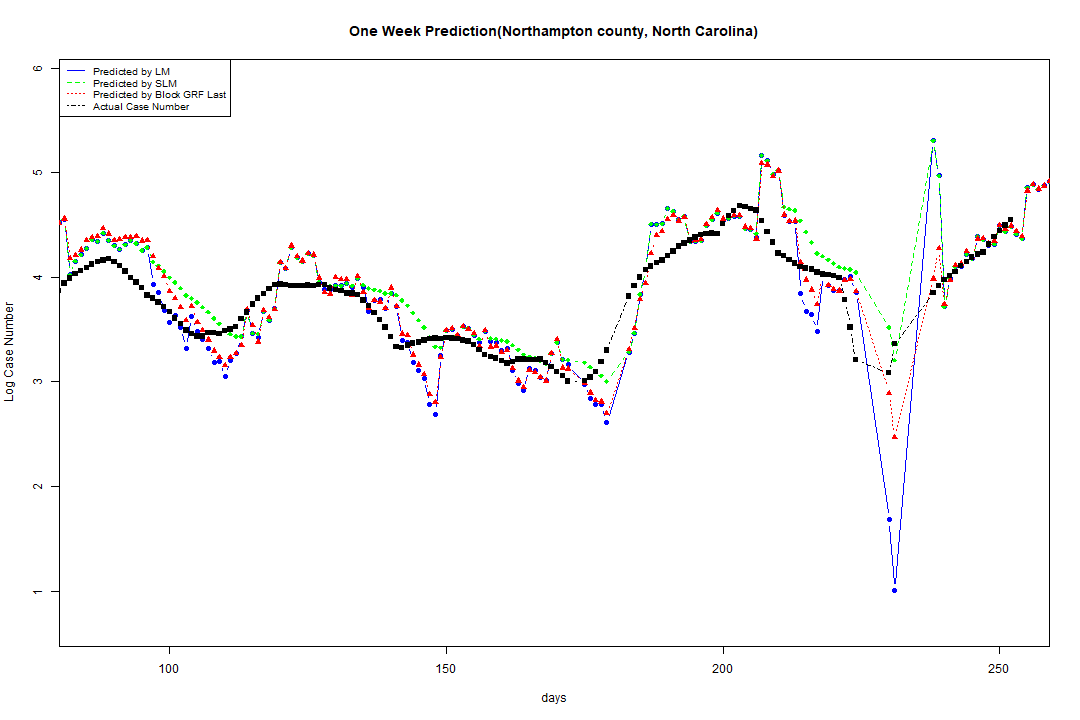 One Week Prediction(Northampton county, North Carolina)
Predicted by LM
Predicted by SLM
Predicted by Block GRF Last
Actual Case Number
6
5
4
3
2
1
Log Case Number
100 150 200 250
days